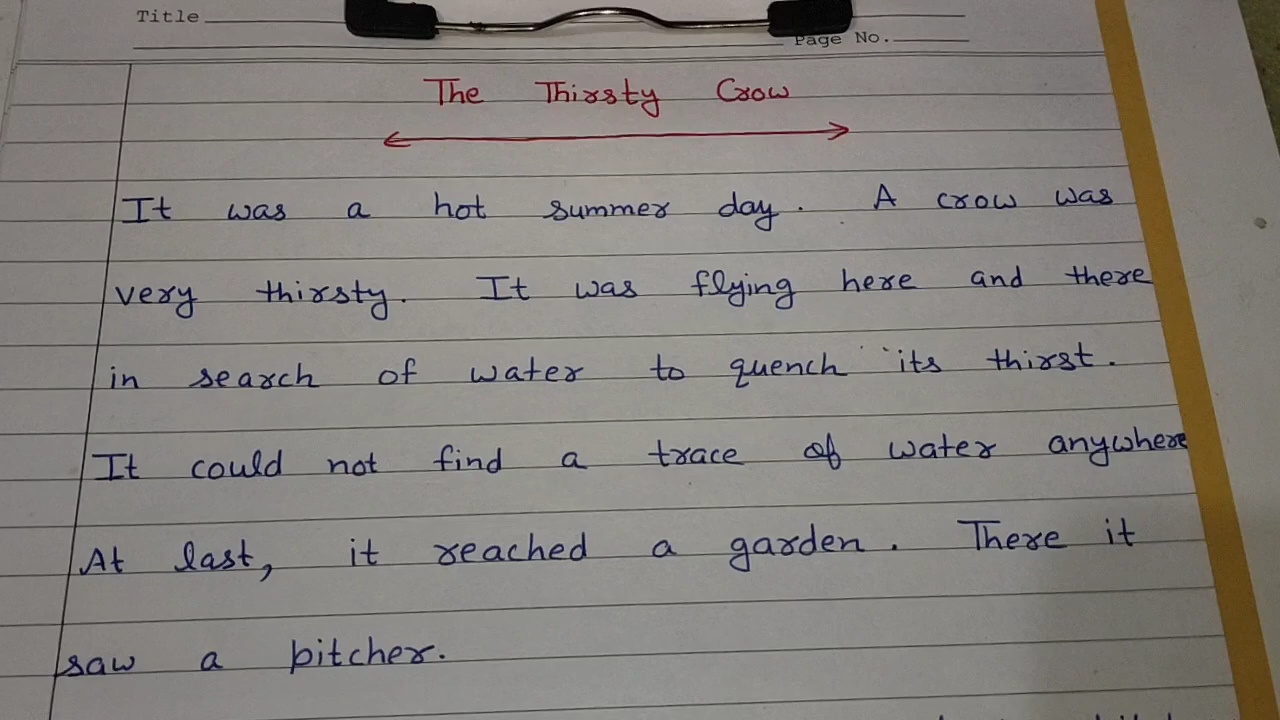 Title
Page No.
The Thirsty Crow
It was a hot summer day. A crow was
very thirsty. It was flying here and there
in search of water to quench its thirst.
It could not find a trace of water anywhere
At last, it reached a garden. There it
saw a pitcher.